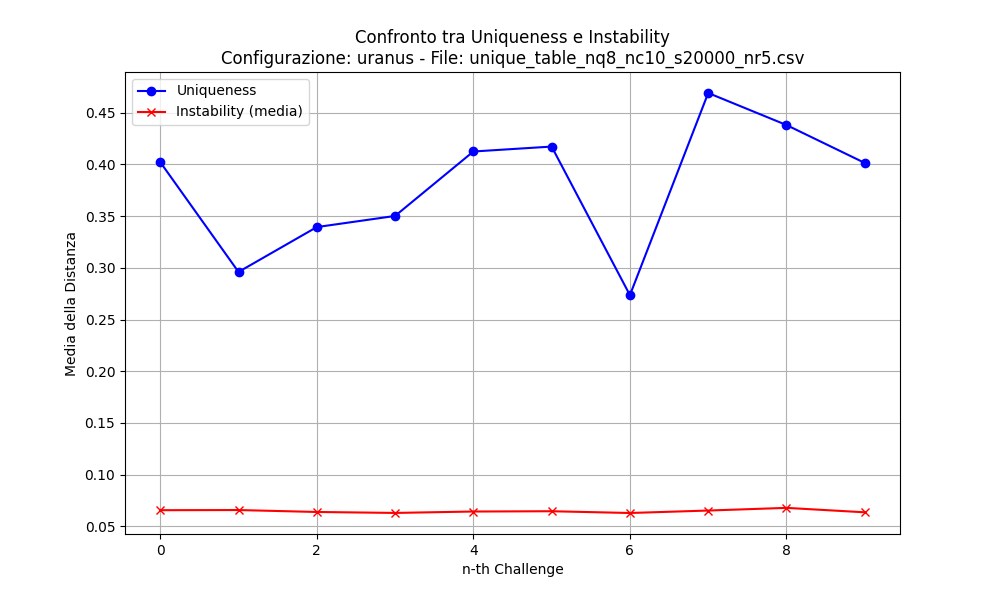 Confronto tra Uniqueness e Instability
Configurazione: uranus - File: unique_table_nq8_nc10_s20000_nr5.csv
Uniqueness
Instability (media)
Media della Distanza
0.45
0.40
0.35
0.30
0.25
0.20
0.15
0.10
0.05
0
2
4
6
8
n-th Challenge